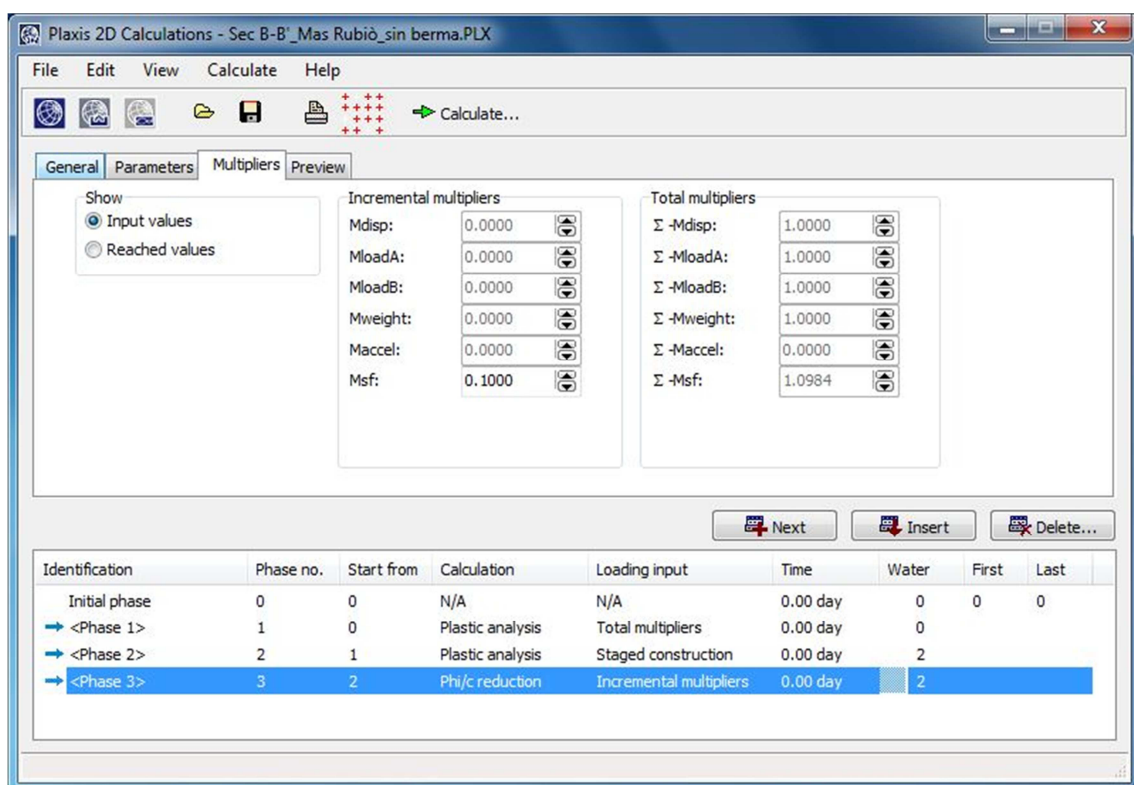 Plaxis 2D Calculations - Sec B-B'_Mas Rubiò_sin berma.PLX
File Edit View Calculate Help
Calculate...
General Parameters Multipliers Preview
Show
Input values
Reached values
Incremental multipliers
Mdisp: 0.0000
MloadA: 0.0000
MloadB: 0.0000
Mweight: 0.0000
Maccel: 0.0000
Msf: 0.1000
Total multipliers
Σ -Mdisp: 1.0000
Σ -MloadA: 1.0000
Σ -MloadB: 1.0000
Σ -Mweight: 1.0000
Σ -Maccel: 0.0000
Σ -Msf: 1.0984
Next Insert Delete...
Identification Phase no. Start from Calculation Loading input Time Water First Last
Initial phase 0 0 N/A N/A 0.00 day 0 0 0
<Phase 1> 1 0 Plastic analysis Total multipliers 0.00 day 0
<Phase 2> 2 1 Plastic analysis Staged construction 0.00 day 2
<Phase 3> 3 2 Phi/c reduction Incremental multipliers 0.00 day 2